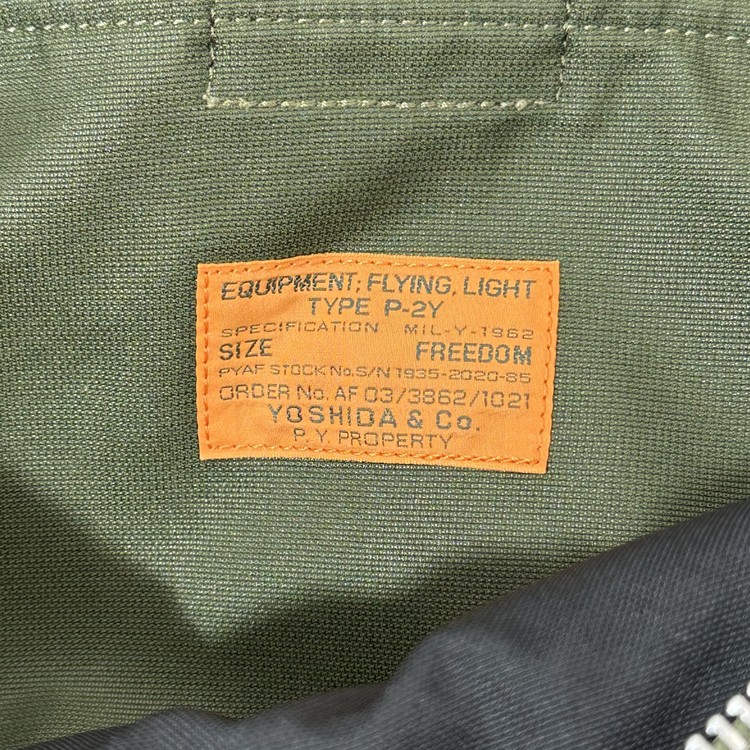 EQUIPMENT; FLYING, LIGHT
TYPE P-2Y
SPECIFICATION MIL-Y-1962
SIZE FREEDOM
PYAF STOCK No. S/N 1935-2020-85
ORDER No. AF 03/3862/1021
YOSHIDA & Co.
P. Y. PROPERTY